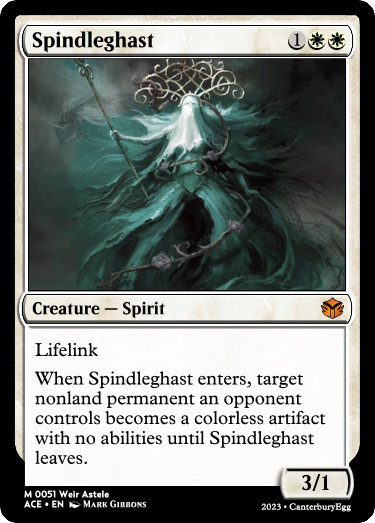 Spindleghast 1
Creature — Spirit
Lifelink
When Spindleghast enters, target
nonland permanent an opponent
controls becomes a colorless artifact
with no abilities until Spindleghast
leaves.
3/1
M 0051 Weir Astele
ACE • EN Mark Gibbons
2023 • CanterburyEgg